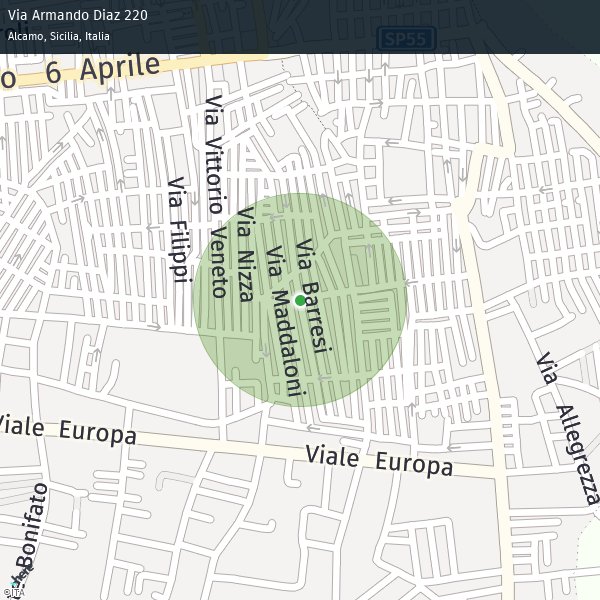 Via Armando Diaz 220
Alcamo, Sicilia, Italia
SP55
o 6 Aprile
Via Vittorio Veneto
Via Filippi
Via Nizza
Via Maddaloni
Via Barresi
Viale Europa
Viale Europa
Via Allegrezza
Bonifato